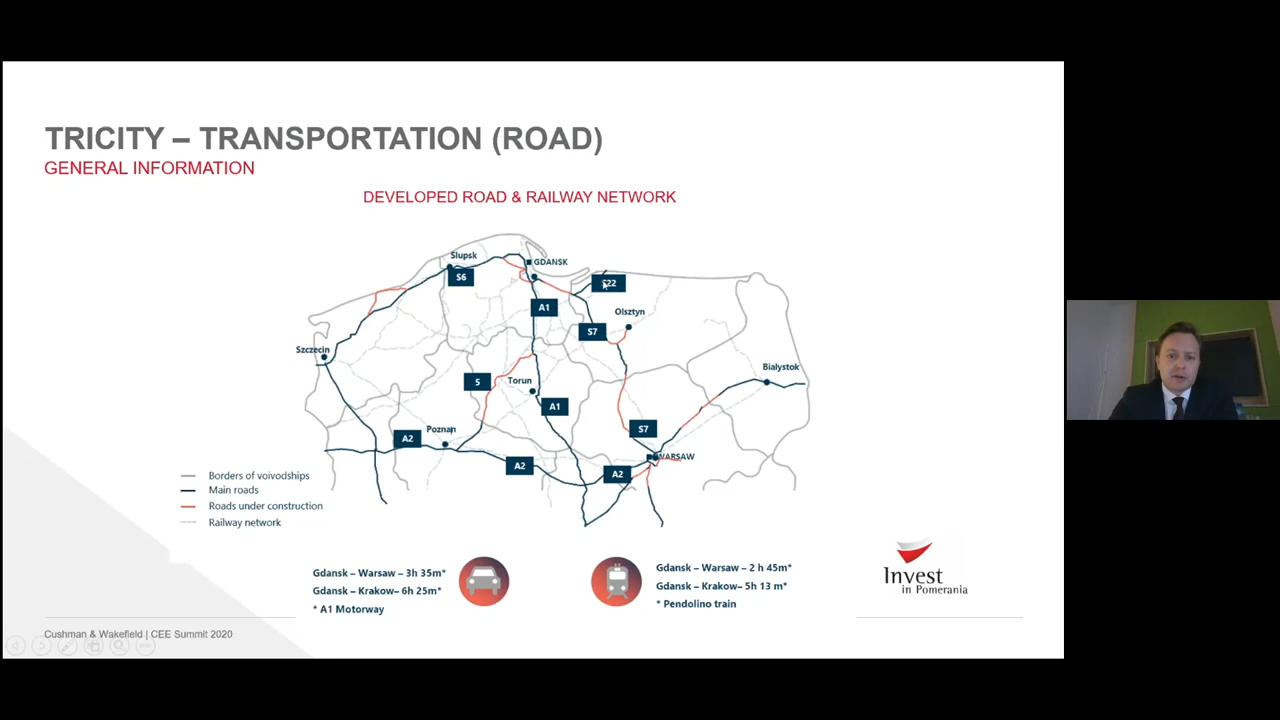 TRICITY – TRANSPORTATION (ROAD)
GENERAL INFORMATION
DEVELOPED ROAD & RAILWAY NETWORK
Slupsk
GDANSK
S6
S22
A1
Olsztyn
S7
Szczecin
Bialystok
5
Torun
A1
Poznan
S7
A2
WARSAW
A2
A2
Borders of voivodships
Main roads
Roads under construction
Railway network
Gdansk – Warsaw – 3h 35m*
Gdansk – Krakow– 6h 25m*
* A1 Motorway
Gdansk – Warsaw – 2 h 45m*
Gdansk – Krakow– 5h 13 m*
* Pendolino train
Invest
in Pomerania
Cushman & Wakefield | CEE Summit 2020